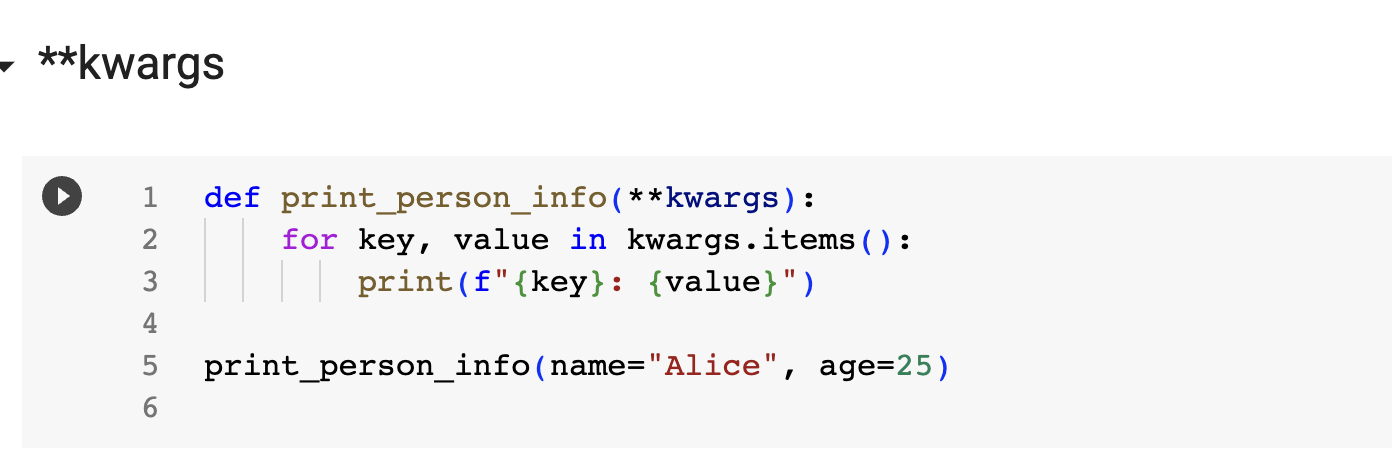 **kwargs
1 def print_person_info(**kwargs):
2     for key, value in kwargs.items():
3         print(f"{key}: {value}")
4
5 print_person_info(name="Alice", age=25)
6